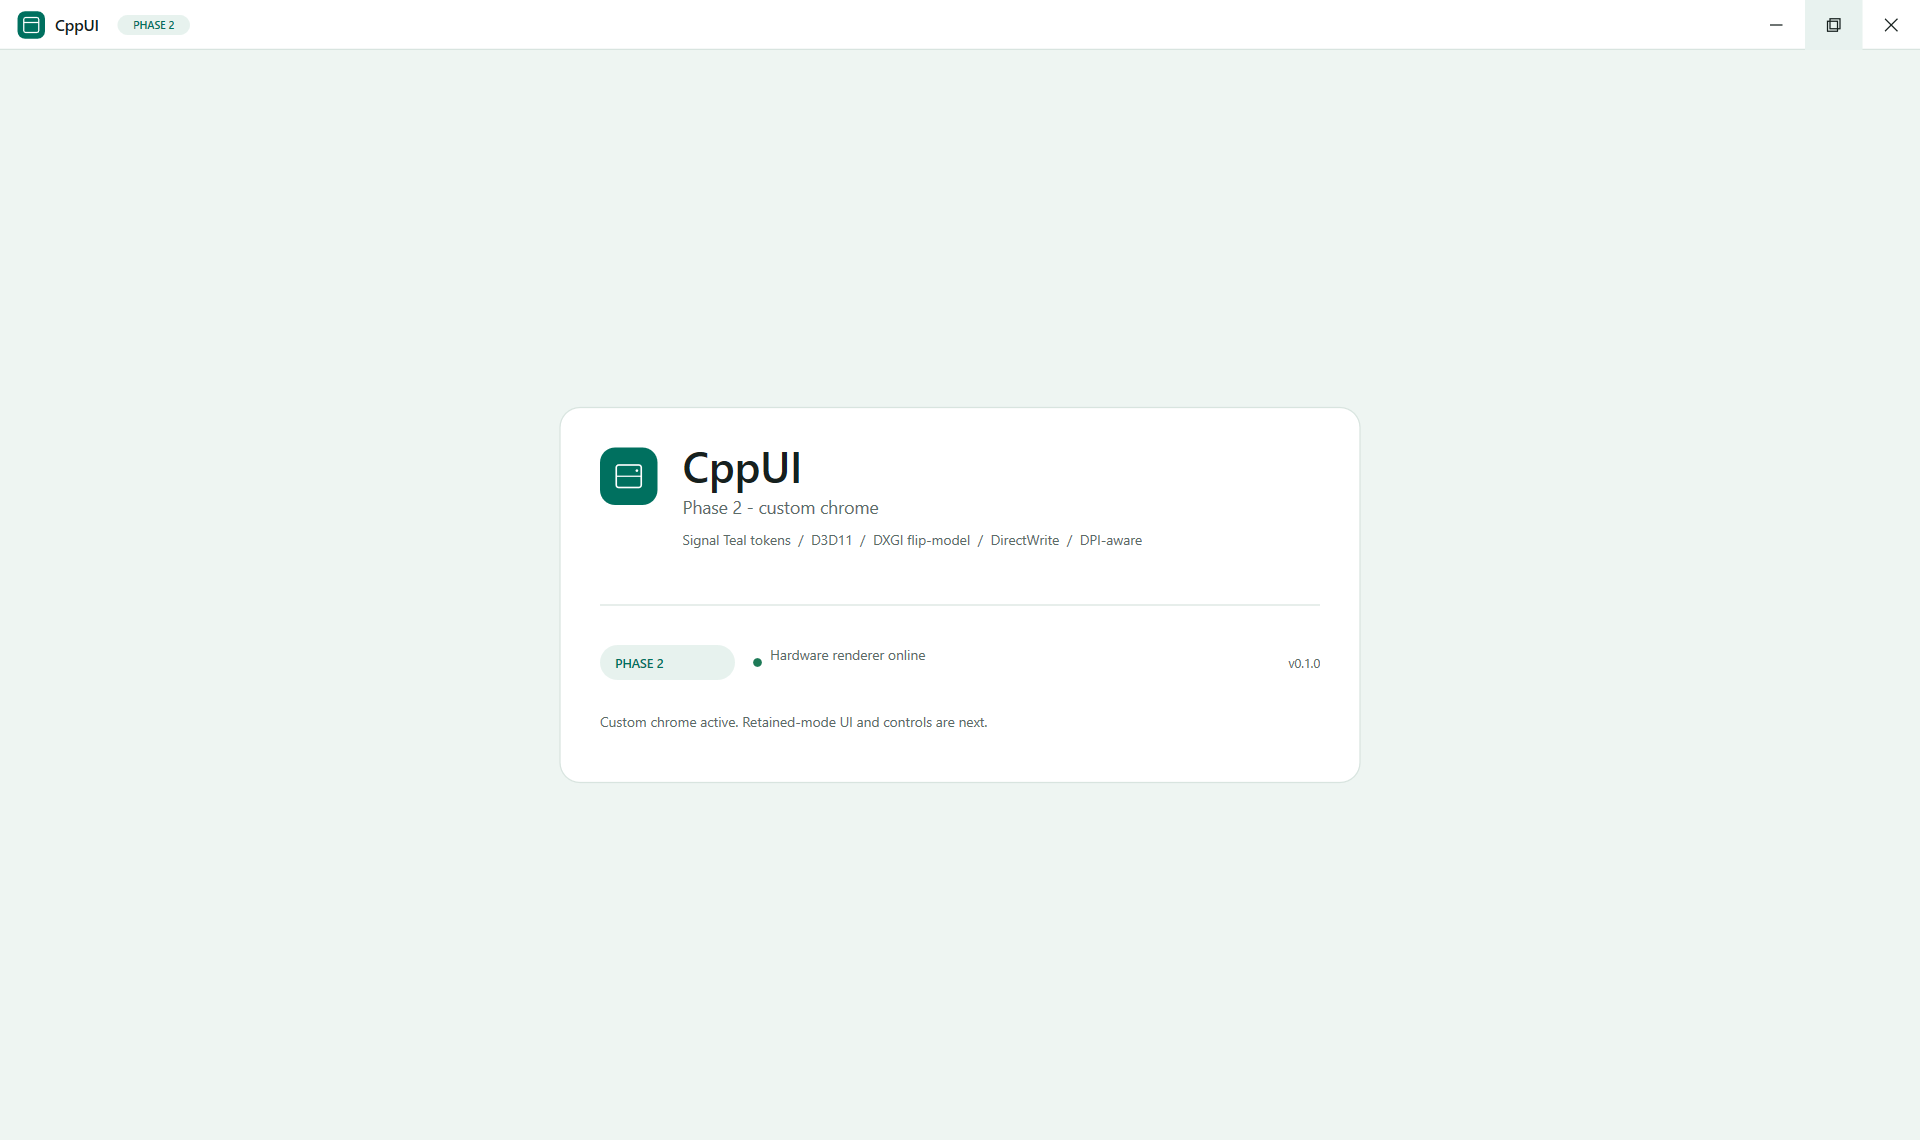 CppUI PHASE 2
CppUI
Phase 2 - custom chrome
Signal Teal tokens / D3D11 / DXGI flip-model / DirectWrite / DPI-aware
PHASE 2 Hardware renderer online v0.1.0
Custom chrome active. Retained-mode UI and controls are next.